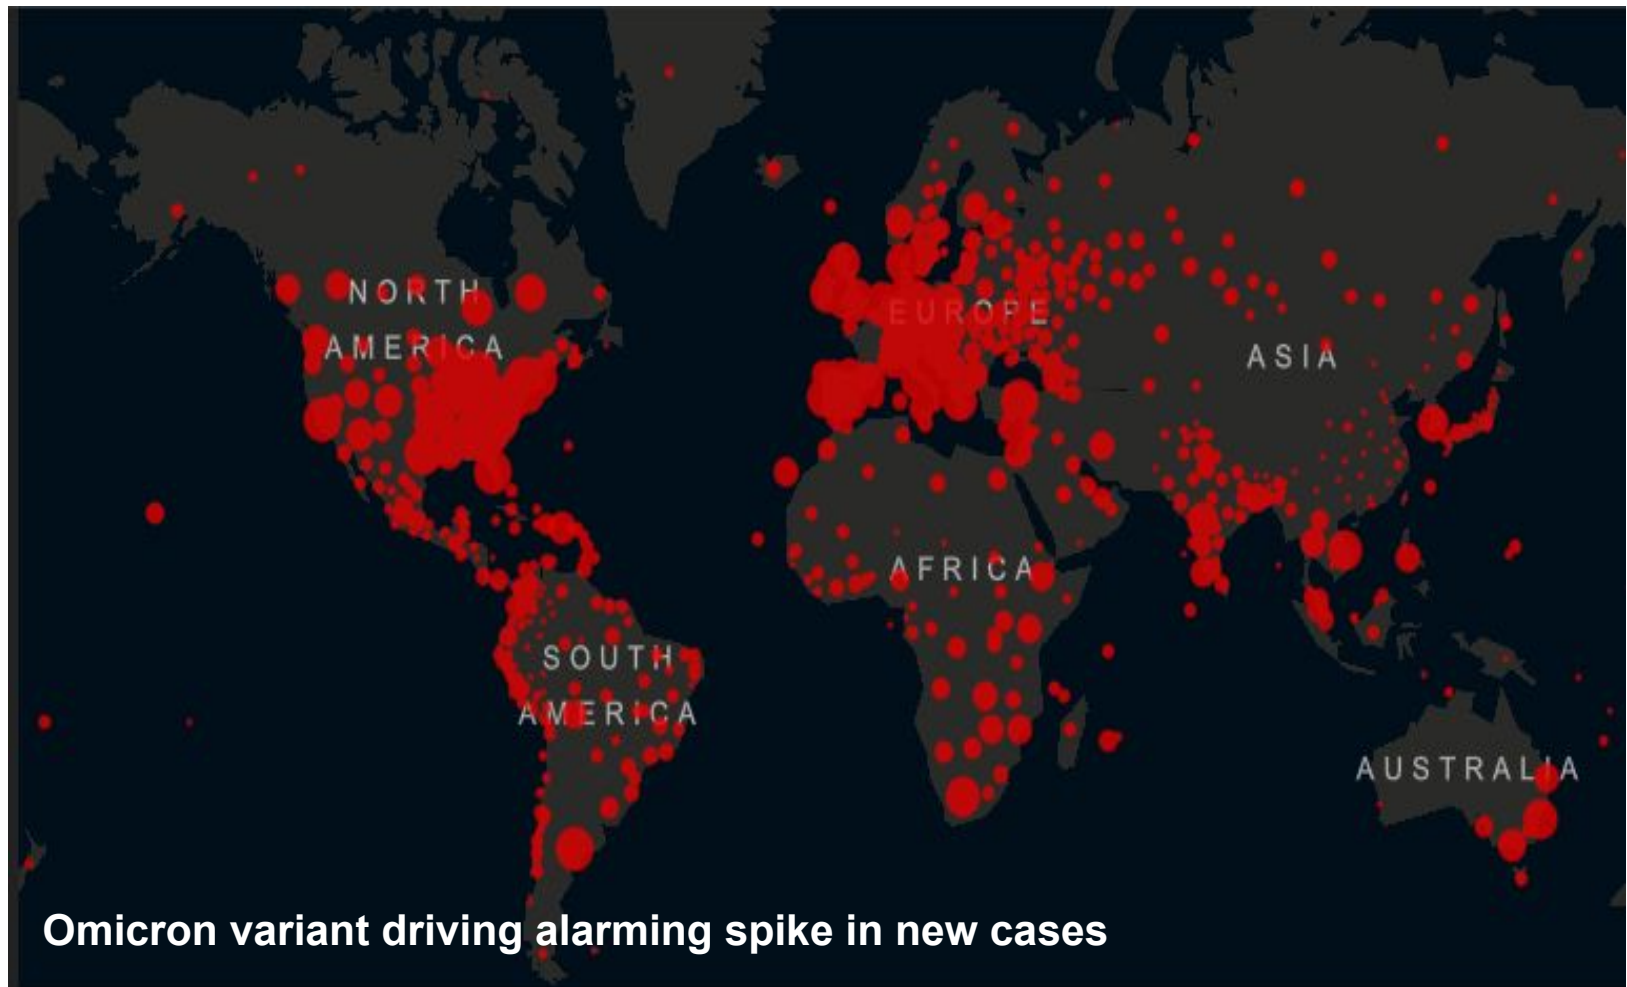 NORTH
AMERICA
EUROPE
ASIA
AFRICA
SOUTH
AMERICA
AUSTRALIA
Omicron variant driving alarming spike in new cases